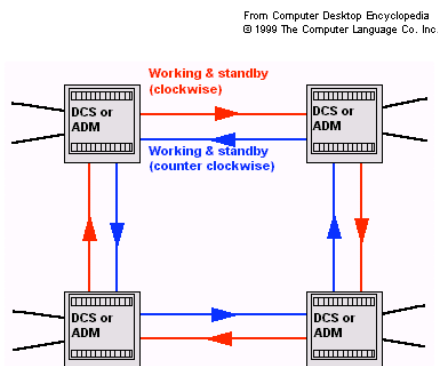 From Computer Desktop Encyclopedia
© 1999 The Computer Language Co. Inc.
Working & standby
(clockwise)
DCS or
ADM
DCS or
ADM
Working & standby
(counter clockwise)
DCS or
ADM
DCS or
ADM